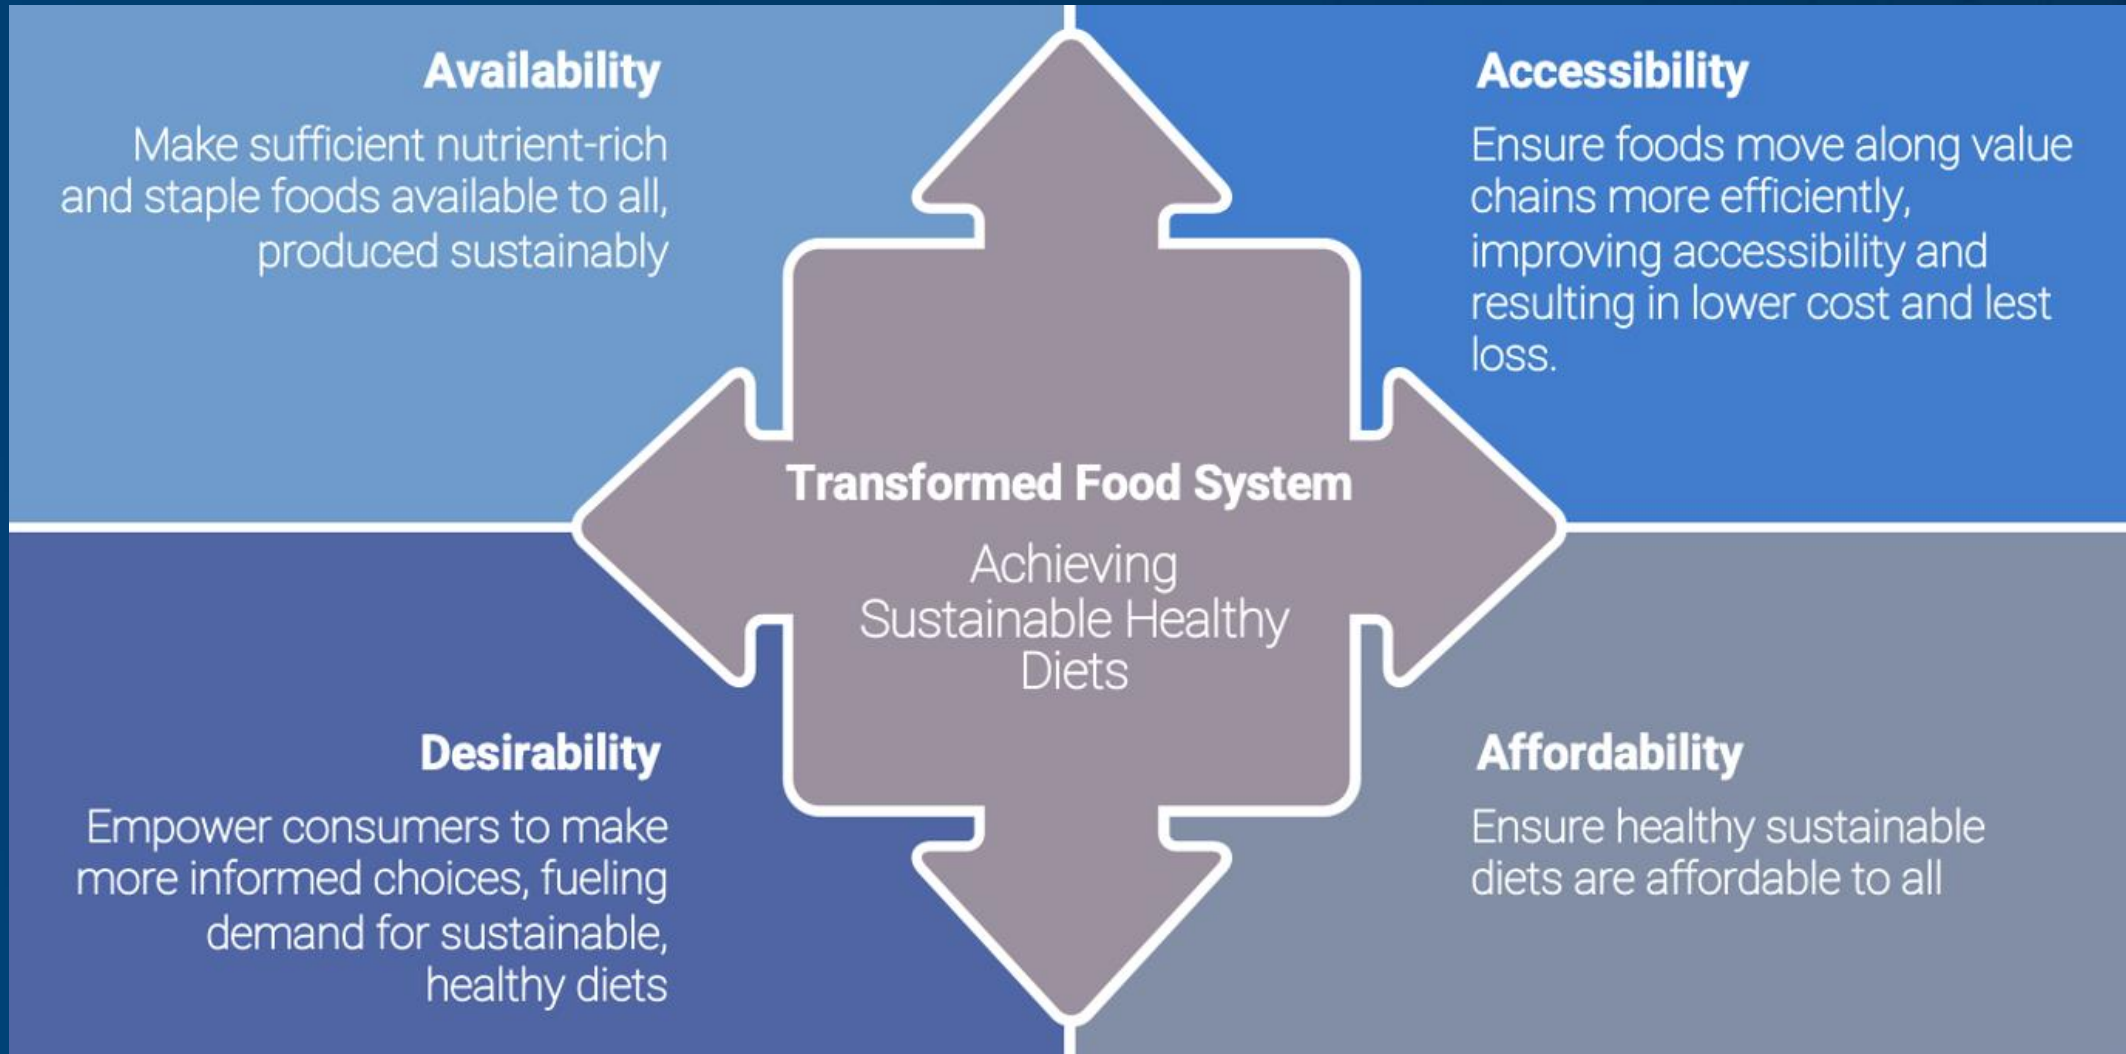 Availability
Make sufficient nutrient-rich
and staple foods available to all,
produced sustainably
Accessibility
Ensure foods move along value
chains more efficiently,
improving accessibility and
resulting in lower cost and lest
loss.
Transformed Food System
Achieving
Sustainable Healthy
Diets
Desirability
Empower consumers to make
more informed choices, fueling
demand for sustainable,
healthy diets
Affordability
Ensure healthy sustainable
diets are affordable to all